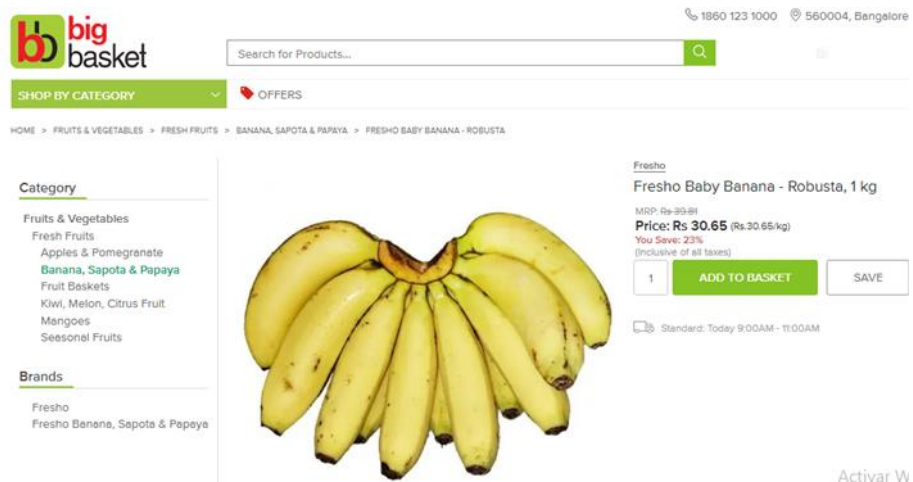 1860 123 1000 560004, Bangalore
bb big
basket
Search for Products...
SHOP BY CATEGORY OFFERS
HOME > FRUITS & VEGETABLES > FRESH FRUITS > BANANA, SAPOTA & PAPAYA > FRESHO BABY BANANA - ROBUSTA
Category
Fruits & Vegetables
Fresh Fruits
Apples & Pomegranate
Banana, Sapota & Papaya
Fruit Baskets
Kiwi, Melon, Citrus Fruit
Mangoes
Seasonal Fruits
Brands
Fresho
Fresho Banana, Sapota & Papaya
Fresho
Fresho Baby Banana - Robusta, 1 kg
MRP: Rs 39.81
Price: Rs 30.65 (Rs.30.65/kg)
You Save: 23%
(Inclusive of all taxes)
1 ADD TO BASKET SAVE
Standard: Today 9:00AM - 11:00AM
Activar W